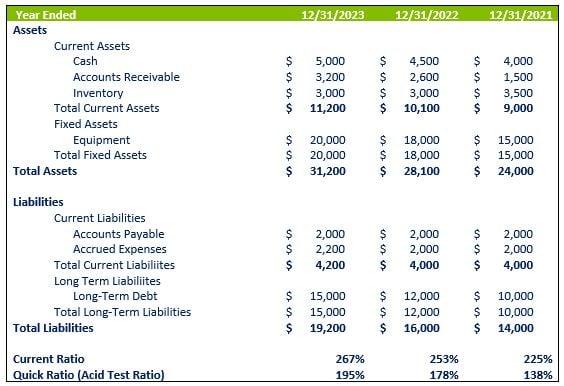 Year Ended 12/31/2023 12/31/2022 12/31/2021
Assets
Current Assets
Cash $ 5,000 $ 4,500 $ 4,000
Accounts Receivable $ 3,200 $ 2,600 $ 1,500
Inventory $ 3,000 $ 3,000 $ 3,500
Total Current Assets $ 11,200 $ 10,100 $ 9,000
Fixed Assets
Equipment $ 20,000 $ 18,000 $ 15,000
Total Fixed Assets $ 20,000 $ 18,000 $ 15,000
Total Assets $ 31,200 $ 28,100 $ 24,000
Liabilities
Current Liabilities
Accounts Payable $ 2,000 $ 2,000 $ 2,000
Accrued Expenses $ 2,200 $ 2,000 $ 2,000
Total Current Liabiliites $ 4,200 $ 4,000 $ 4,000
Long Term Liabiliites
Long-Term Debt $ 15,000 $ 12,000 $ 10,000
Total Long-Term Liabilities $ 15,000 $ 12,000 $ 10,000
Total Liabilities $ 19,200 $ 16,000 $ 14,000
Current Ratio 267% 253% 225%
Quick Ratio (Acid Test Ratio) 195% 178% 138%